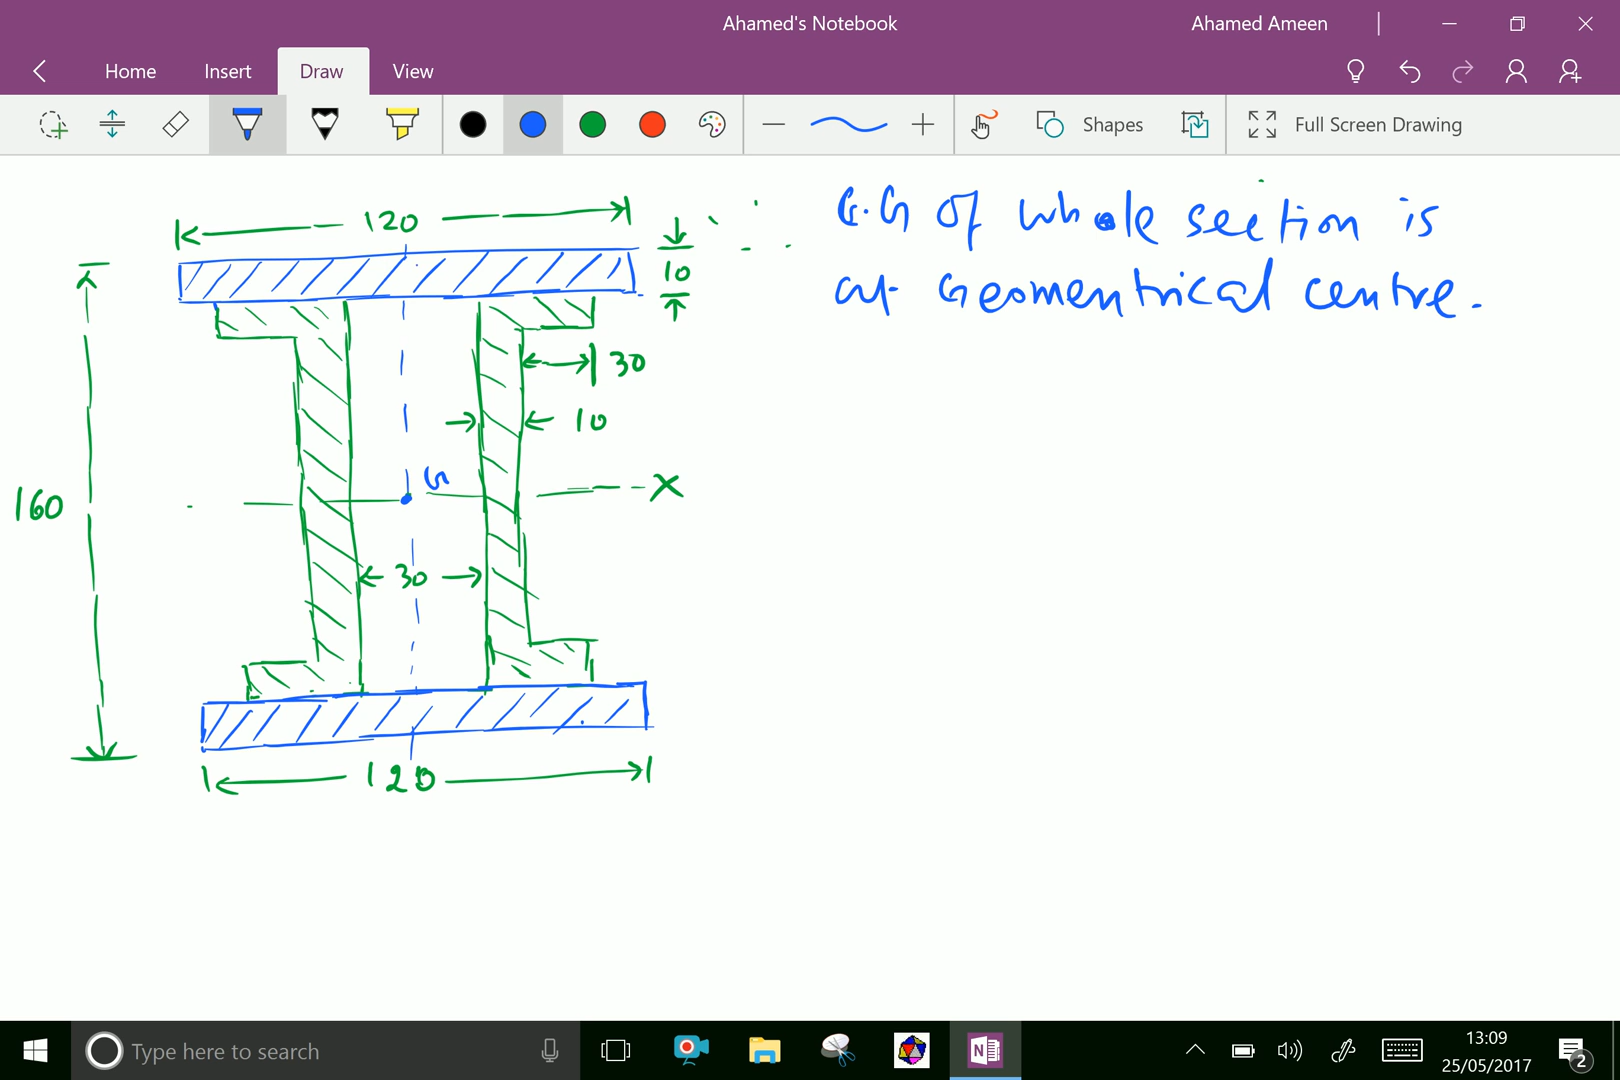 Ahamed's Notebook
Ahamed Ameen
Home
Insert
Draw
View
Shapes
Full Screen Drawing
C.G of whole section is
at Geomentrical centre.
120
10
30
10
160
G
X
30
120
Type here to search
13:09
25/05/2017
2